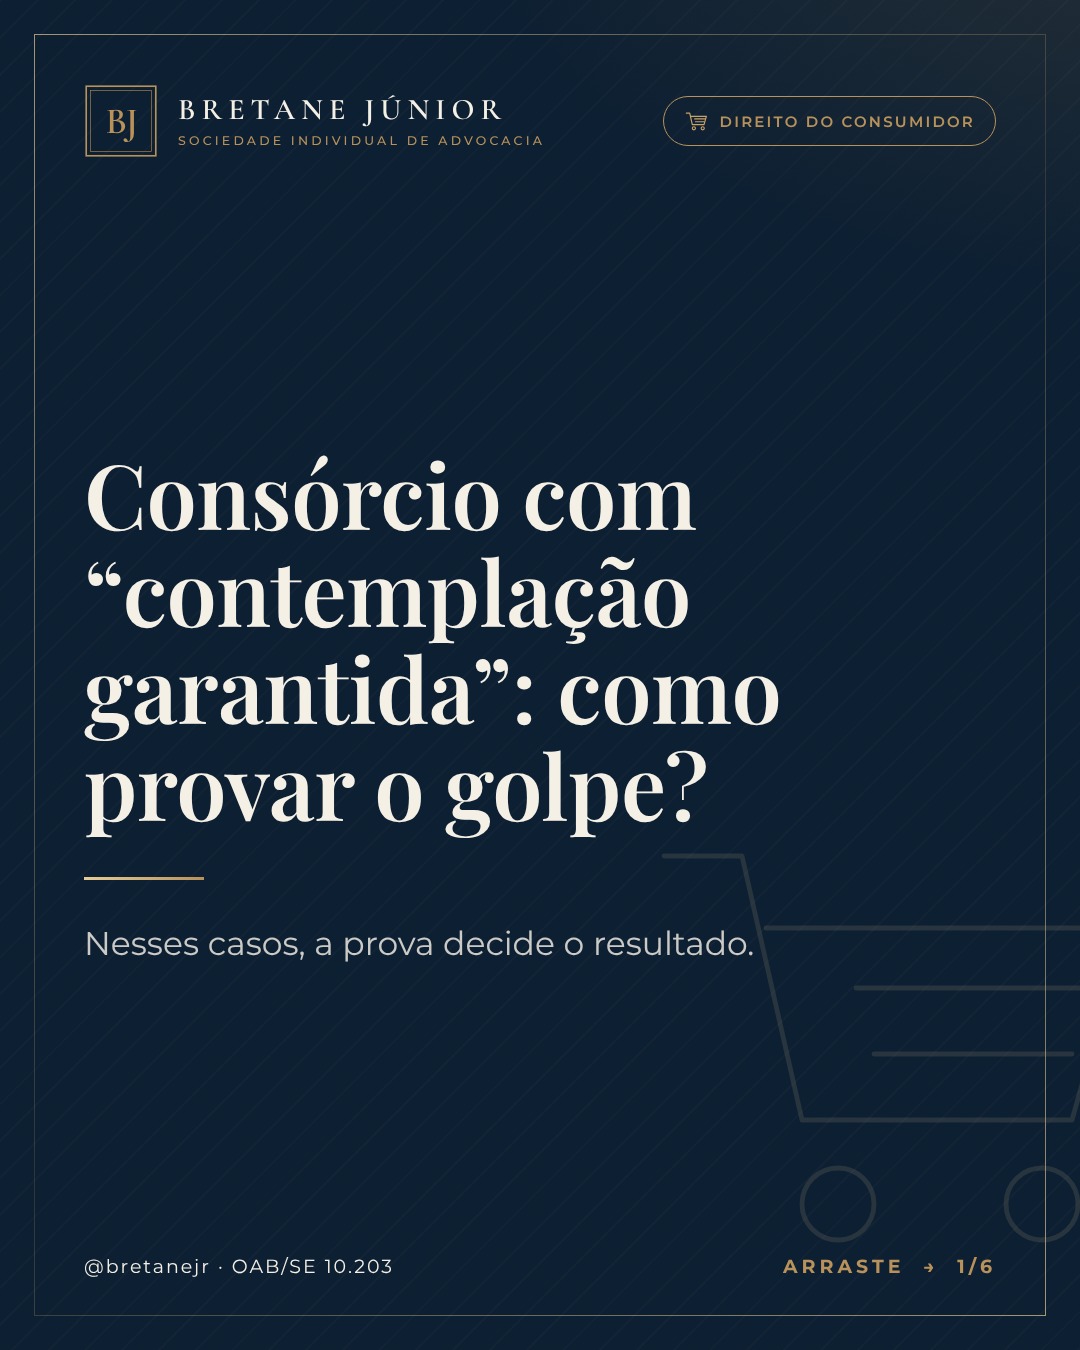 BJ
BRETANE JÚNIOR
SOCIEDADE INDIVIDUAL DE ADVOCACIA
DIREITO DO CONSUMIDOR
Consórcio com
“contemplação
garantida”: como
provar o golpe?
Nesses casos, a prova decide o resultado.
@bretanejr · OAB/SE 10.203
ARRASTE → 1/6